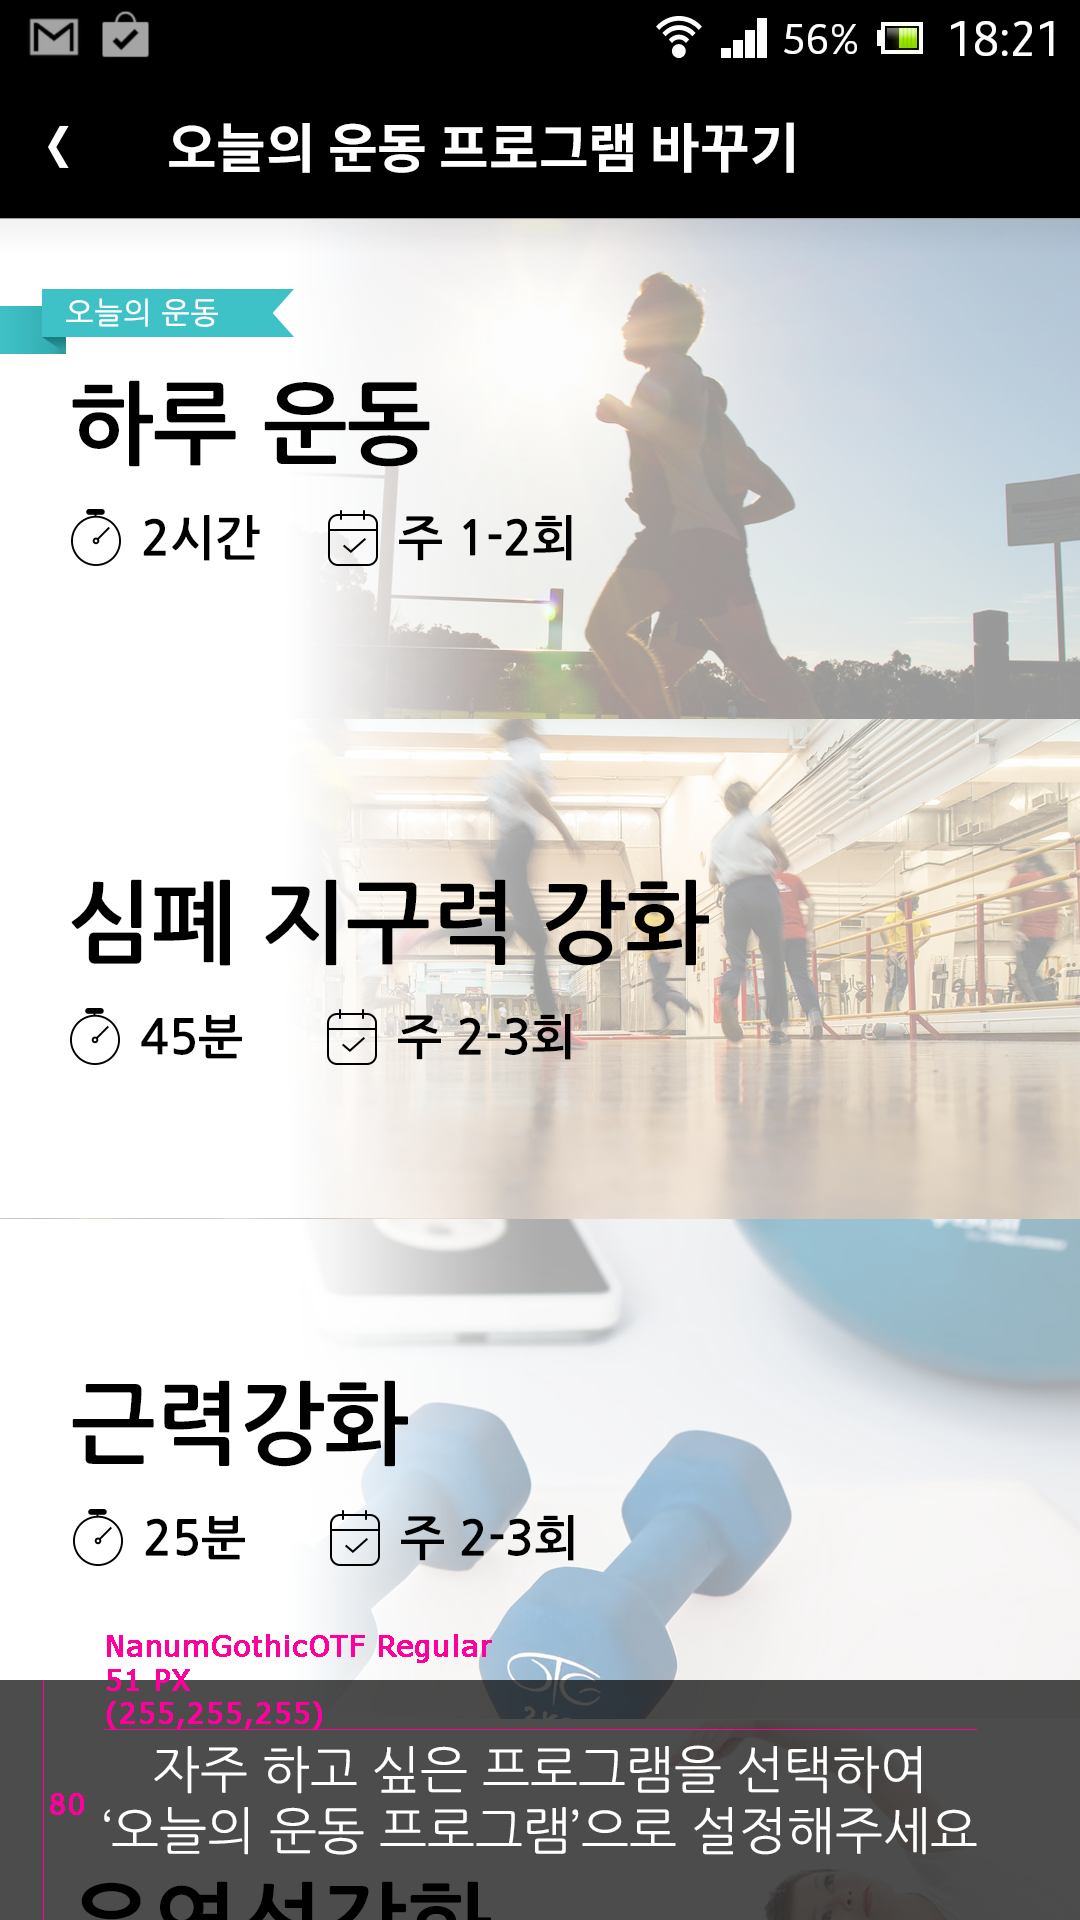 56% 18:21
오늘의 운동 프로그램 바꾸기
오늘의 운동
하루 운동
2시간 주 1-2회
심폐 지구력 강화
45분 주 2-3회
근력강화
25분 주 2-3회
NanumGothicOTF Regular
51 PX
(255,255,255)
자주 하고 싶은 프로그램을 선택하여
80
‘오늘의 운동 프로그램’으로 설정해주세요
유연성강화